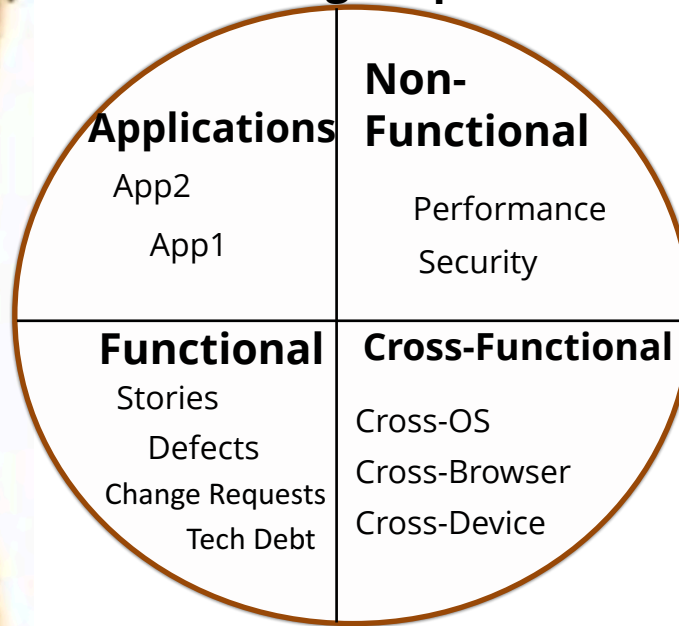 Applications
App2
App1
Non-
Functional
Performance
Security
Functional
Stories
Defects
Change Requests
Tech Debt
Cross-Functional
Cross-OS
Cross-Browser
Cross-Device